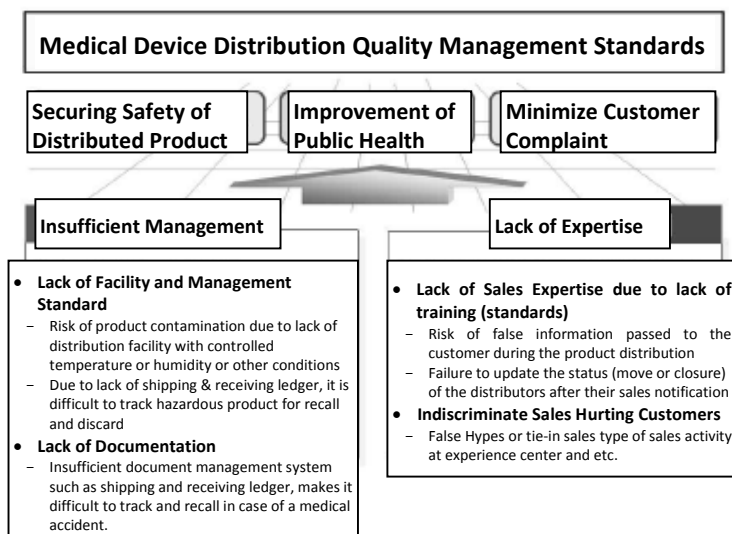 Medical Device Distribution Quality Management Standards
Securing Safety of
Distributed Product
Improvement of
Public Health
Minimize Customer
Complaint
Insufficient Management
• Lack of Facility and Management
Standard
− Risk of product contamination due to lack of
distribution facility with controlled
temperature or humidity or other conditions
− Due to lack of shipping & receiving ledger, it is
difficult to track hazardous product for recall
and discard
• Lack of Documentation
− Insufficient document management system
such as shipping and receiving ledger, makes it
difficult to track and recall in case of a medical
accident.
Lack of Expertise
• Lack of Sales Expertise due to lack of
training (standards)
− Risk of false information passed to the
customer during the product distribution
− Failure to update the status (move or closure)
of the distributors after their sales notification
• Indiscriminate Sales Hurting Customers
− False Hypes or tie-in sales type of sales activity
at experience center and etc.